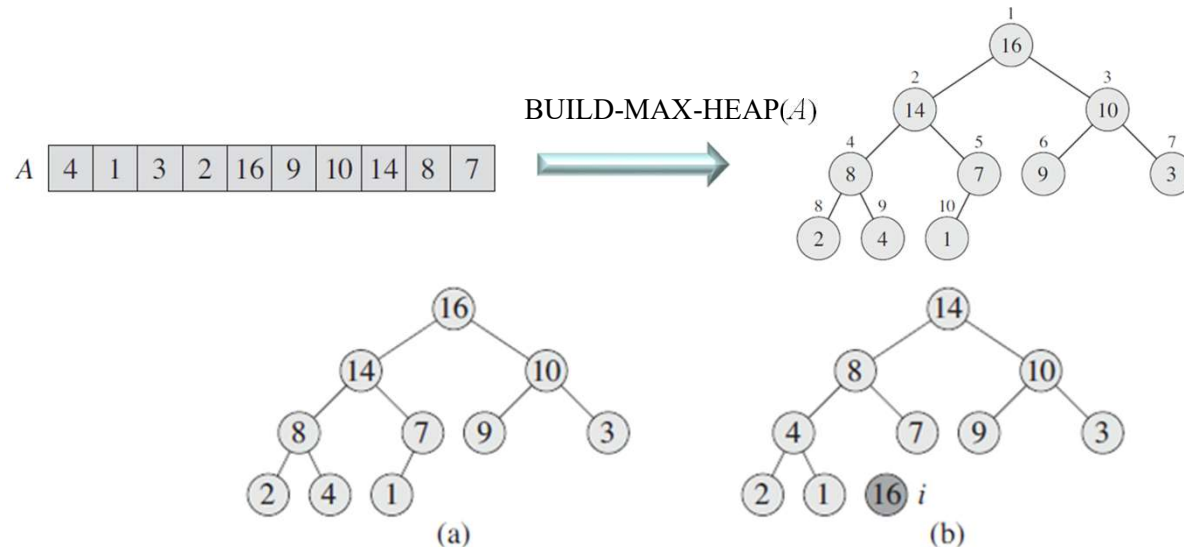 1
16
2 3
BUILD-MAX-HEAP(A)
14 10
4 5 6 7
A 4 1 3 2 16 9 10 14 8 7
8 7 9 3
8 9 10
2 4 1
16
14 10
8 7 9 3
2 4 1
(a)
14
8 10
4 7 9 3
2 1 16 i
(b)